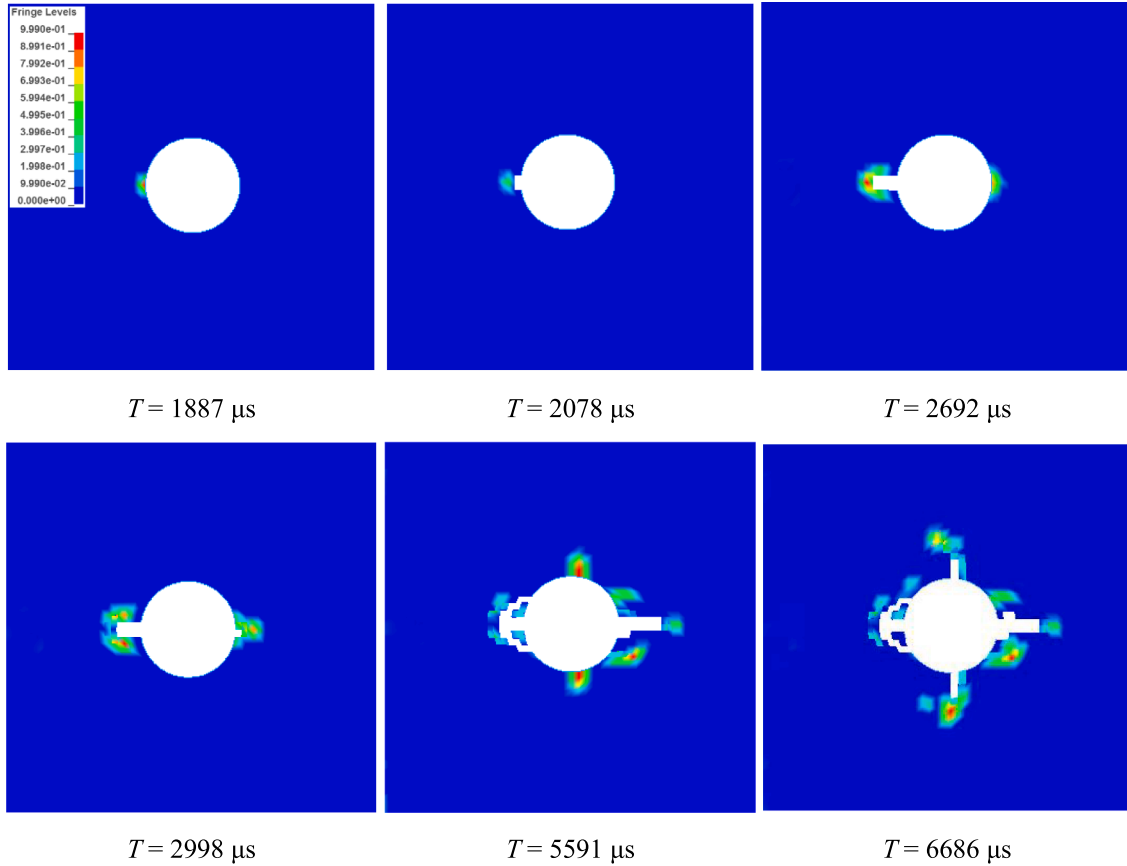 Fringe Levels
9.990e-01
8.991e-01
7.992e-01
6.993e-01
5.994e-01
4.995e-01
3.996e-01
2.997e-01
1.998e-01
9.990e-02
0.000e+00
T = 1887 μs
T = 2078 μs
T = 2692 μs
T = 2998 μs
T = 5591 μs
T = 6686 μs